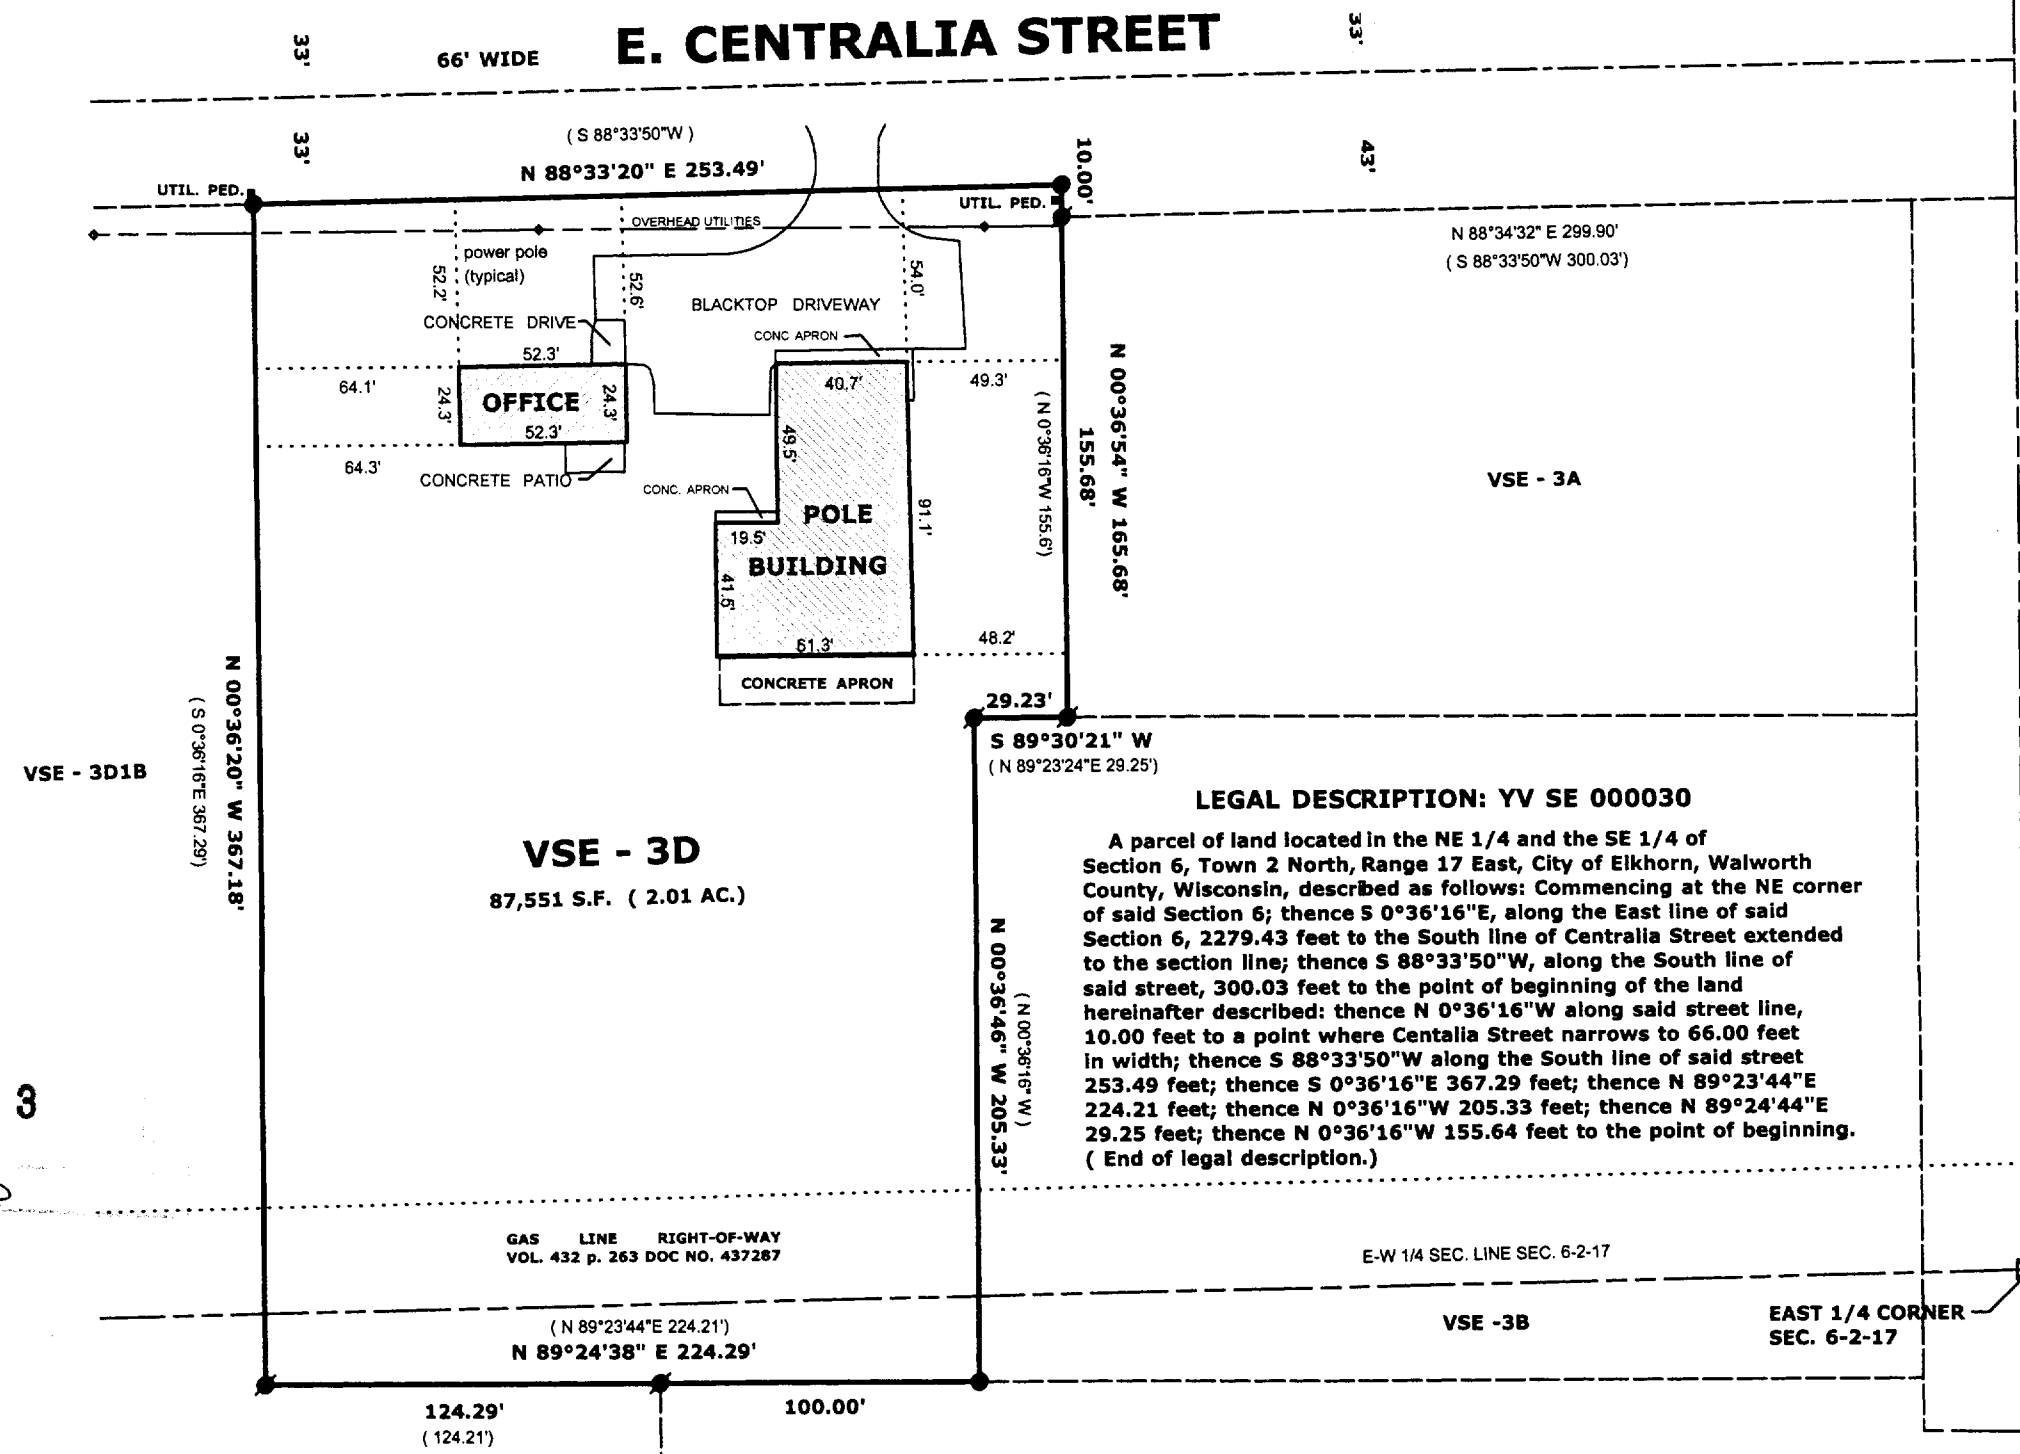 E. CENTRALIA STREET
33'
66' WIDE
33'
33'
( S 88°33'50"W )
N 88°33'20" E 253.49'
10.00'
43'
UTIL. PED.
UTIL. PED.
OVERHEAD UTILITIES
power pole
(typical)
52.2'
52.6'
54.0'
N 88°34'32" E 299.90'
( S 88°33'50"W 300.03')
BLACKTOP DRIVEWAY
CONCRETE DRIVE
CONC APRON
52.3'
64.1'
24.3'
OFFICE
24.3'
52.3'
64.3'
CONCRETE PATIO
40.7'
49.3'
49.5'
CONC. APRON
19.5'
POLE
BUILDING
91.1'
41.5'
61.3'
48.2'
CONCRETE APRON
( N 0°36'16"W 155.6')
155.68'
N 00°36'54" W 165.68'
VSE - 3A
29.23'
S 89°30'21" W
( N 89°23'24"E 29.25')
N 00°36'20" W 367.18'
( S 0°36'16"E 367.29')
VSE - 3D1B
VSE - 3D
87,551 S.F. ( 2.01 AC.)
LEGAL DESCRIPTION: YV SE 000030
A parcel of land located in the NE 1/4 and the SE 1/4 of
Section 6, Town 2 North, Range 17 East, City of Elkhorn, Walworth
County, Wisconsin, described as follows: Commencing at the NE corner
of said Section 6; thence S 0°36'16"E, along the East line of said
Section 6, 2279.43 feet to the South line of Centralia Street extended
to the section line; thence S 88°33'50"W, along the South line of
said street, 300.03 feet to the point of beginning of the land
hereinafter described: thence N 0°36'16"W along said street line,
10.00 feet to a point where Centalia Street narrows to 66.00 feet
in width; thence S 88°33'50"W along the South line of said street
253.49 feet; thence S 0°36'16"E 367.29 feet; thence N 89°23'44"E
224.21 feet; thence N 0°36'16"W 205.33 feet; thence N 89°24'44"E
29.25 feet; thence N 0°36'16"W 155.64 feet to the point of beginning.
( End of legal description.)
N 00°36'46" W 205.33'
( N 00°36'16" W )
3
GAS LINE RIGHT-OF-WAY
VOL. 432 p. 263 DOC NO. 437287
E-W 1/4 SEC. LINE SEC. 6-2-17
VSE -3B
EAST 1/4 CORNER
SEC. 6-2-17
( N 89°23'44"E 224.21')
N 89°24'38" E 224.29'
124.29'
( 124.21')
100.00'